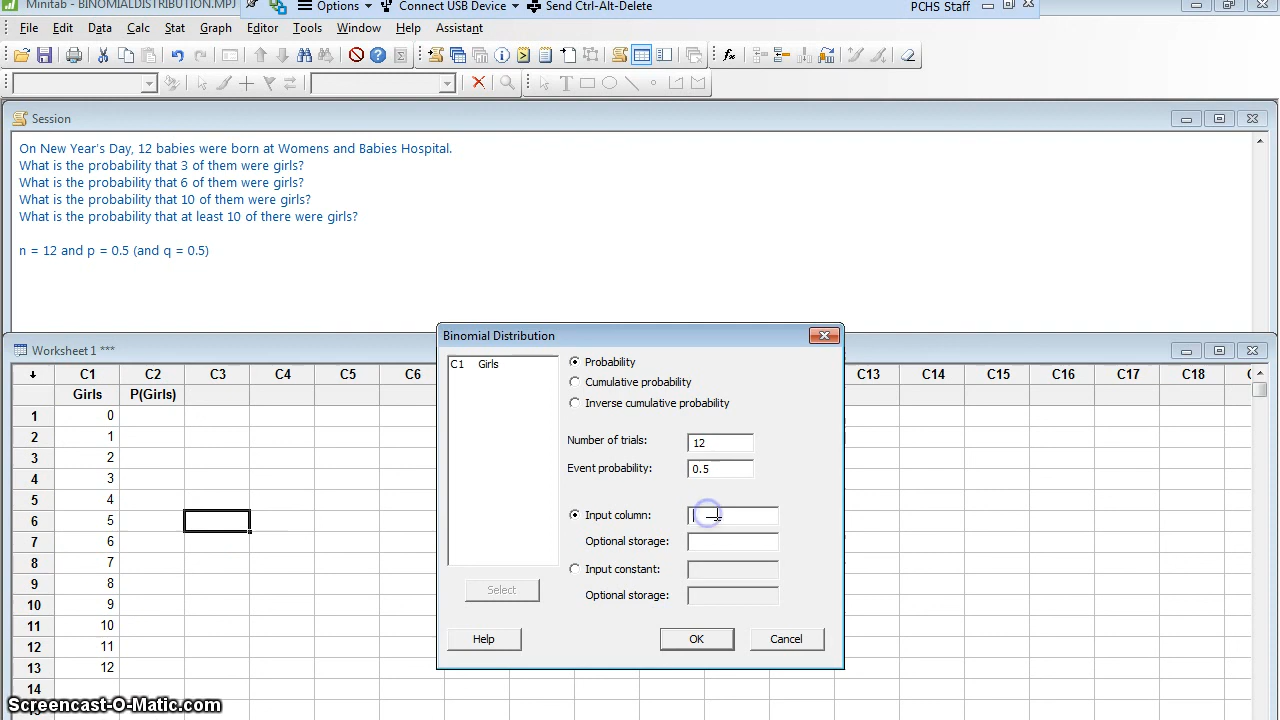 Minitab - BINOMIALDISTRIBUTION.MPJ
Options
Connect USB Device
Send Ctrl-Alt-Delete
PCHS Staff
File Edit Data Calc Stat Graph Editor Tools Window Help Assistant
Session
On New Year's Day, 12 babies were born at Womens and Babies Hospital.
What is the probability that 3 of them were girls?
What is the probability that 6 of them were girls?
What is the probability that 10 of them were girls?
What is the probability that at least 10 of there were girls?
n = 12 and p = 0.5 (and q = 0.5)
Worksheet 1 ***
C1 C2 C3 C4 C5 C6 C13 C14 C15 C16 C17 C18
Girls P(Girls)
1 0
2 1
3 2
4 3
5 4
6 5
7 6
8 7
9 8
10 9
11 10
12 11
13 12
14
Binomial Distribution
C1 Girls
Probability
Cumulative probability
Inverse cumulative probability
Number of trials: 12
Event probability: 0.5
Input column:
Optional storage:
Input constant:
Optional storage:
Select
Help
OK
Cancel
Screencast-O-Matic.com